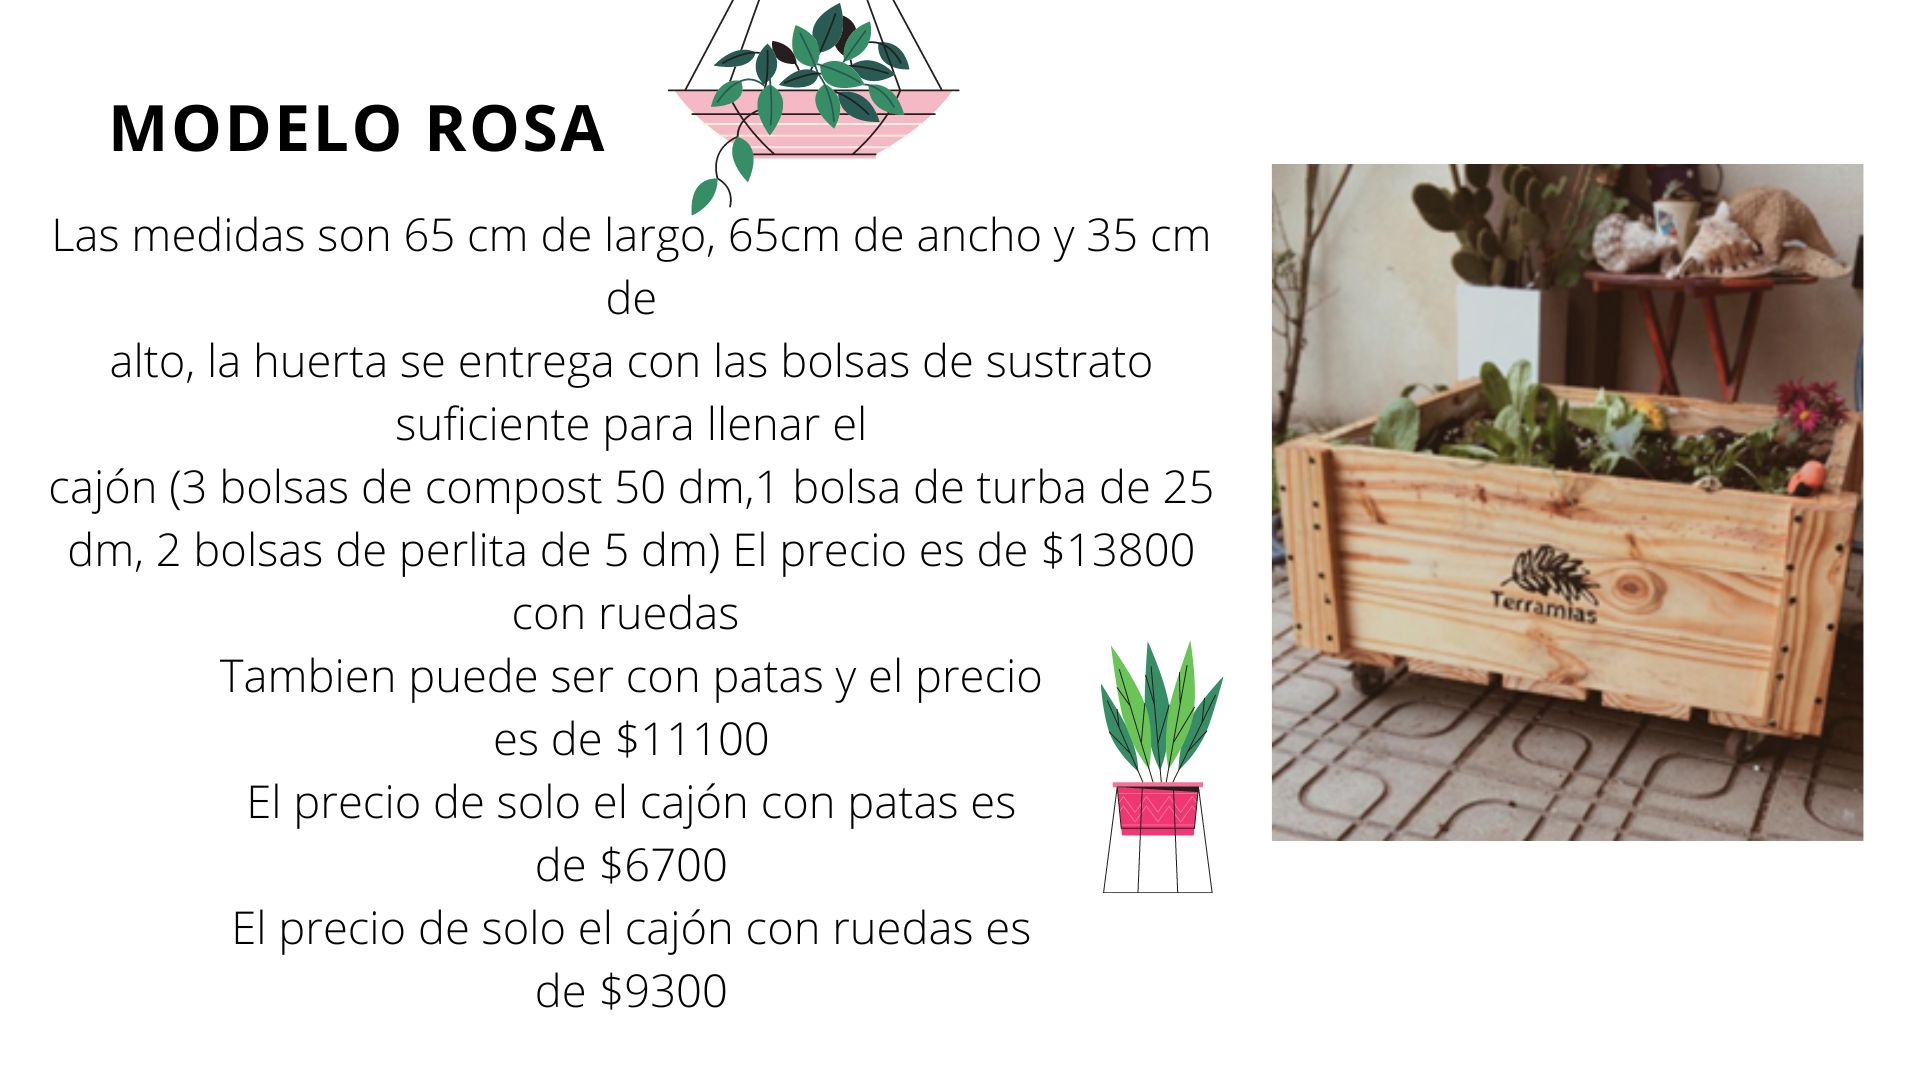 MODELO ROSA
Las medidas son 65 cm de largo, 65cm de ancho y 35 cm
de
alto, la huerta se entrega con las bolsas de sustrato
suficiente para llenar el
cajón (3 bolsas de compost 50 dm,1 bolsa de turba de 25
dm, 2 bolsas de perlita de 5 dm) El precio es de $13800
con ruedas
Tambien puede ser con patas y el precio
es de $11100
El precio de solo el cajón con patas es
de $6700
El precio de solo el cajón con ruedas es
de $9300
Terramias